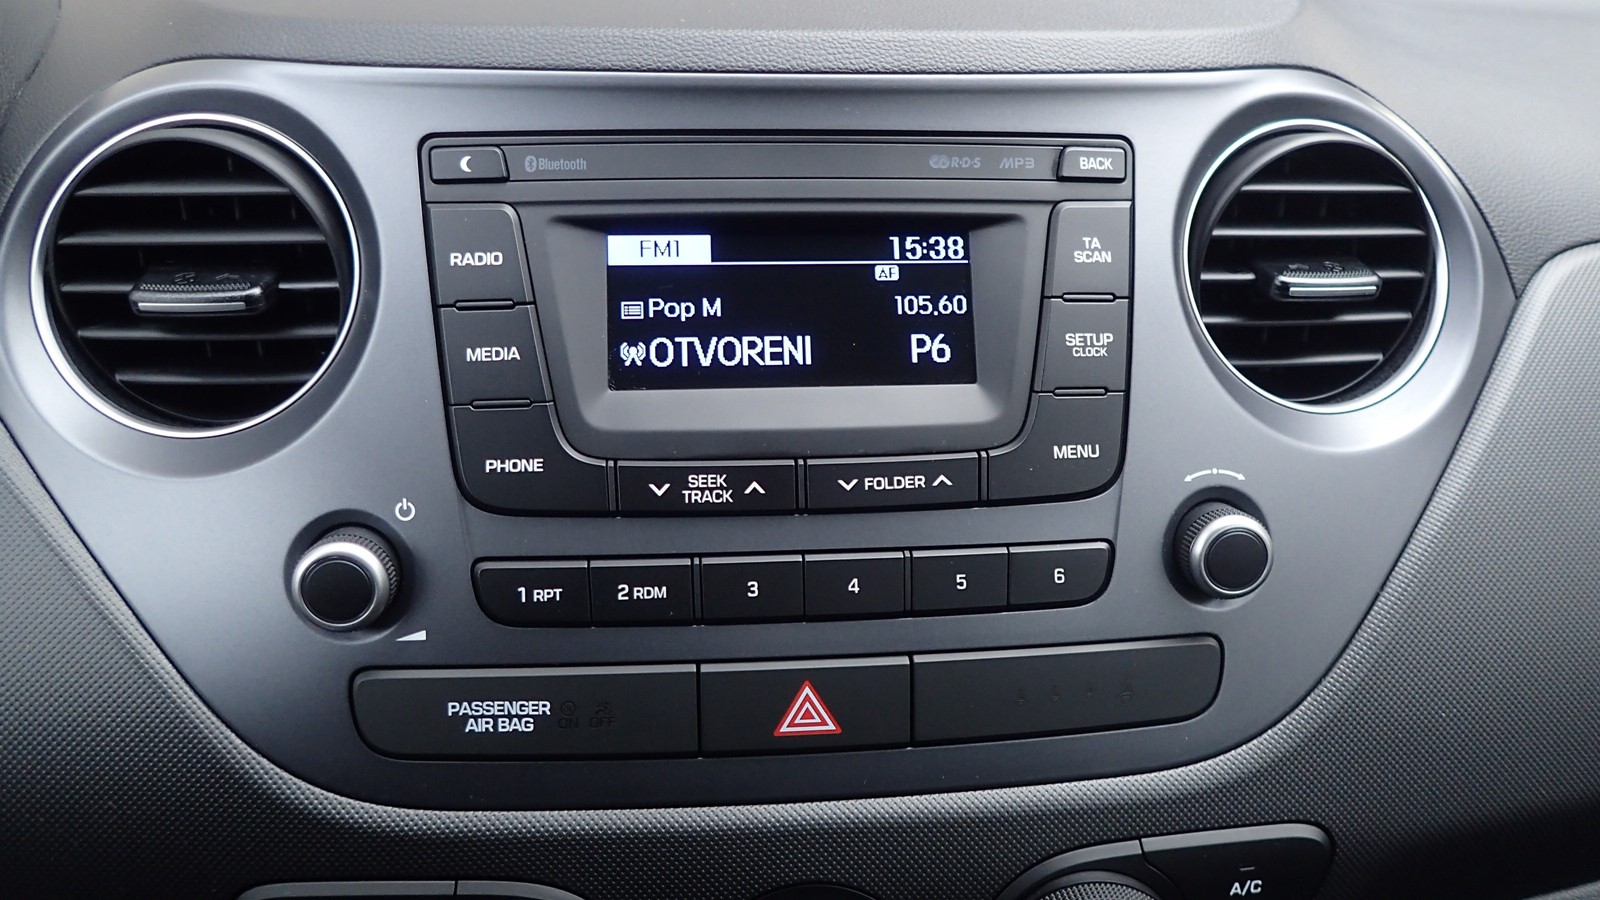 Bluetooth
RDS
MP3
BACK
RADIO
FM1
15:38
TA
SCAN
AF
Pop M
105.60
MEDIA
OTVORENI
P6
SETUP
CLOCK
PHONE
SEEK
TRACK
FOLDER
MENU
1 RPT
2 RDM
3
4
5
6
PASSENGER
AIR BAG
ON
OFF
A/C